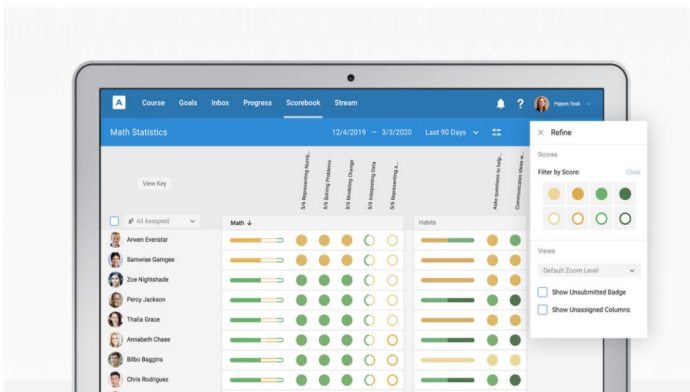 A Course Goals Inbox Progress Scorebook Stream ? Pippin Took
Math Statistics 12/4/2019 – 3/3/2020 Last 90 Days
View Key
5/6 Representing Numb...
5/6 Solving Problems
5/6 Modeling Change
5/6 Interpreting Data
5/6 Representing a...
Asks questions to help...
Communicates ideas w...
All Assigned
Math ↓
Habits
Arwen Evenstar
Samwise Gamgee
Zoe Nightshade
Percy Jackson
Thalia Grace
Annabeth Chase
Bilbo Baggins
Chris Rodriguez
× Refine
Scores
Filter by Score: Clear
Views
Default Zoom Level
Show Unsubmitted Badge
Show Unassigned Columns